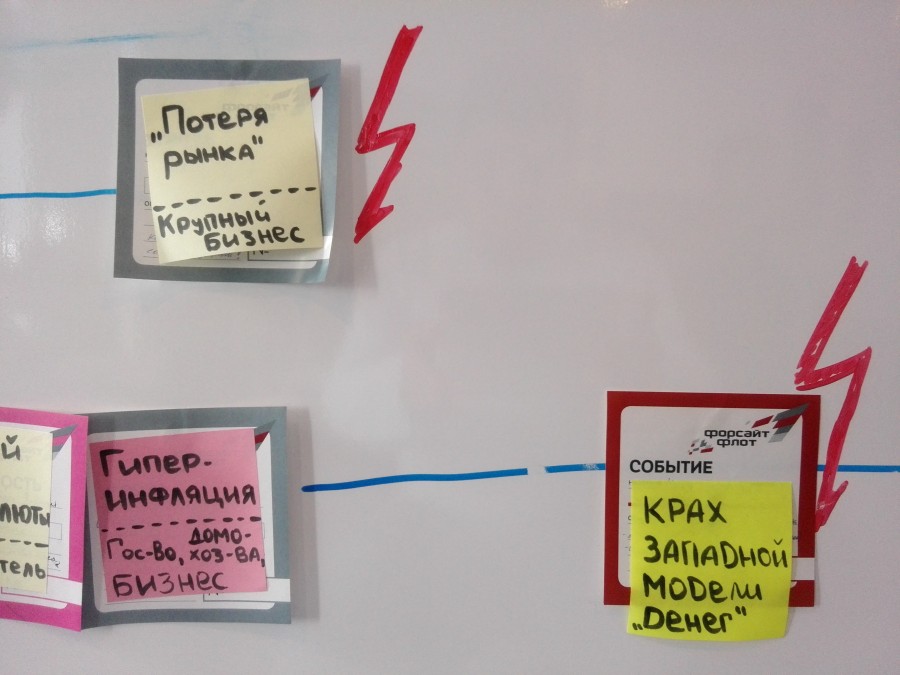 „Потеря
рынка"
Крупный
Бизнес
й
люты
тель
Гипер-
инфляция
Гос-во, домо-
хоз-ва,
Бизнес
форсайт
флот
СОБЫТИЕ
КРАХ
ЗАПАДНОЙ
МОДЕЛИ
„Денег"